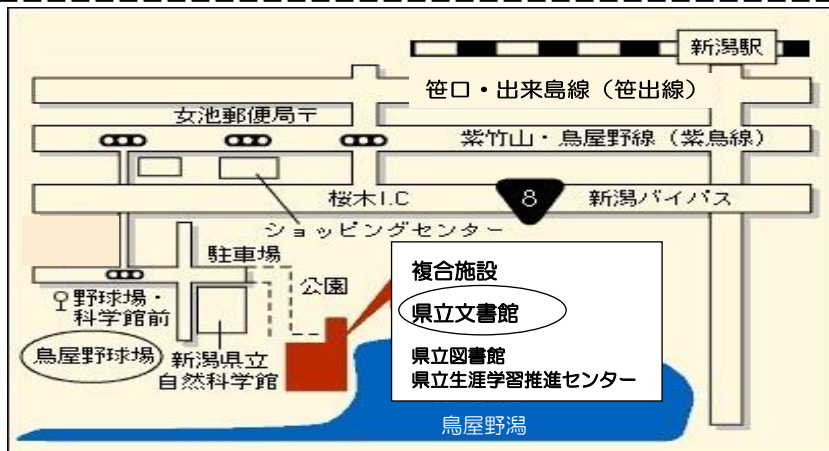 新潟駅
笹口・出来島線（笹出線）
女池郵便局〒
紫竹山・鳥屋野線（紫鳥線）
桜木I.C
8
新潟バイパス
ショッピングセンター
駐車場
公園
複合施設
県立文書館
県立図書館
県立生涯学習推進センター
野球場・
科学館前
鳥屋野球場
新潟県立
自然科学館
鳥屋野潟